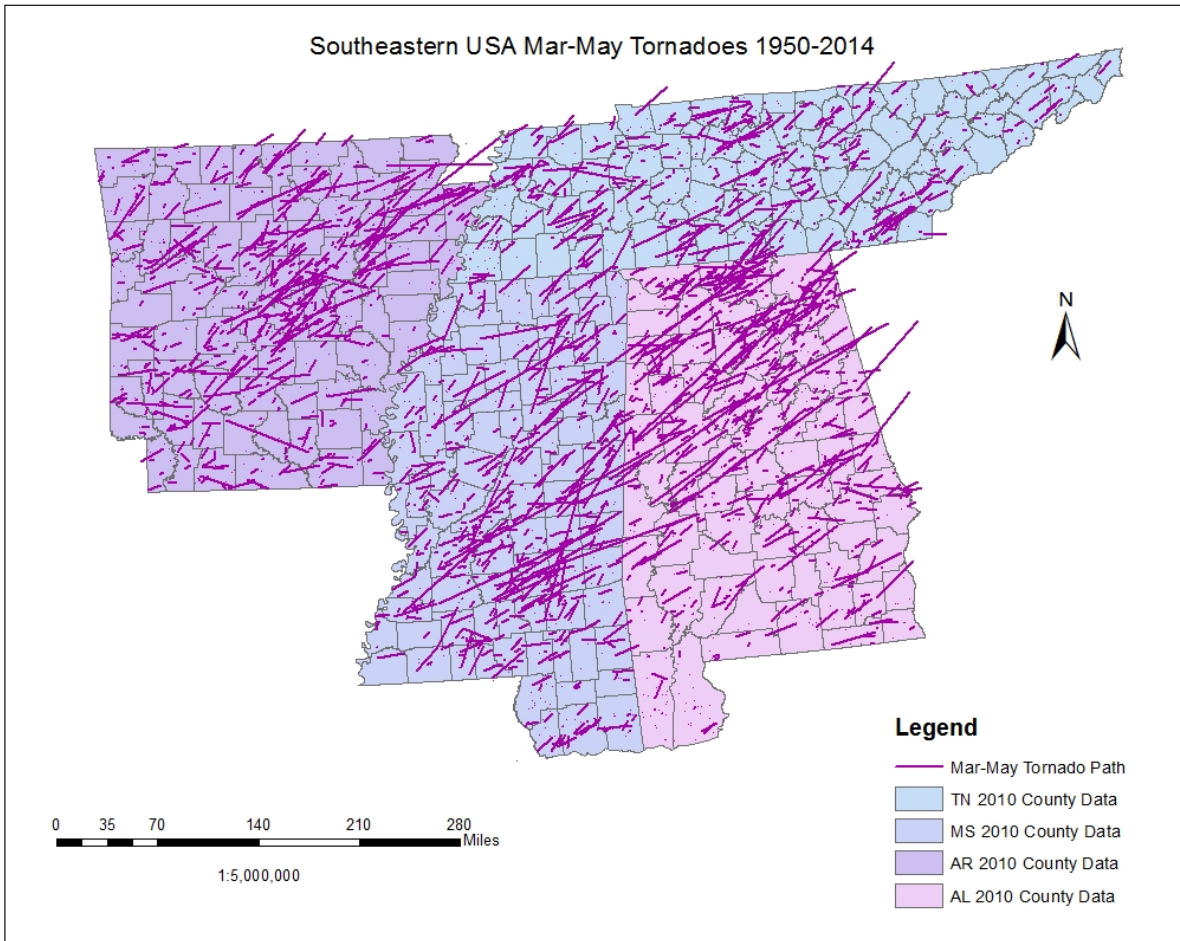 Southeastern USA Mar-May Tornadoes 1950-2014
N
Legend
Mar-May Tornado Path
TN 2010 County Data
MS 2010 County Data
AR 2010 County Data
AL 2010 County Data
0 35 70 140 210 280
Miles
1:5,000,000